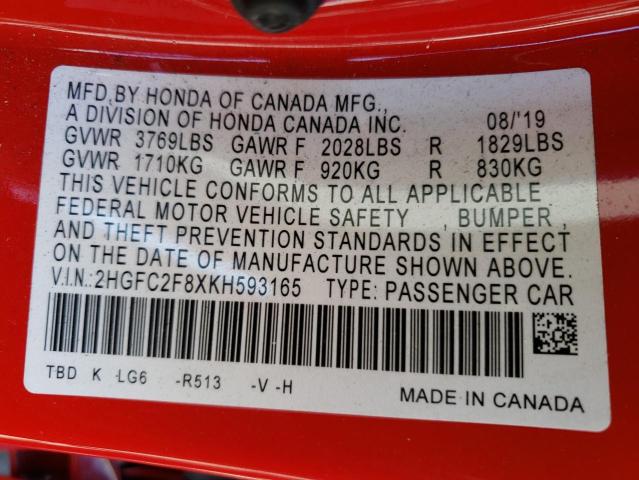 MFD. BY HONDA OF CANADA MFG.,
A DIVISION OF HONDA CANADA INC. 08/'19
GVWR 3769LBS GAWR F 2028LBS R 1829LBS
GVWR 1710KG GAWR F 920KG R 830KG
THIS VEHICLE CONFORMS TO ALL APPLICABLE
FEDERAL MOTOR VEHICLE SAFETY , BUMPER ,
AND THEFT PREVENTION STANDARDS IN EFFECT
ON THE DATE OF MANUFACTURE SHOWN ABOVE.
V.I.N.:2HGFC2F8XKH593165 TYPE: PASSENGER CAR
TBD K LG6 -R513 -V -H
MADE IN CANADA